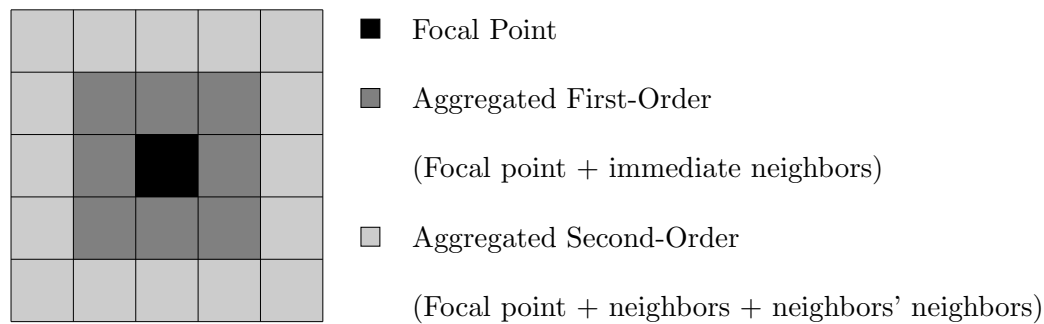 Focal Point
Aggregated First-Order
(Focal point + immediate neighbors)
Aggregated Second-Order
(Focal point + neighbors + neighbors’ neighbors)